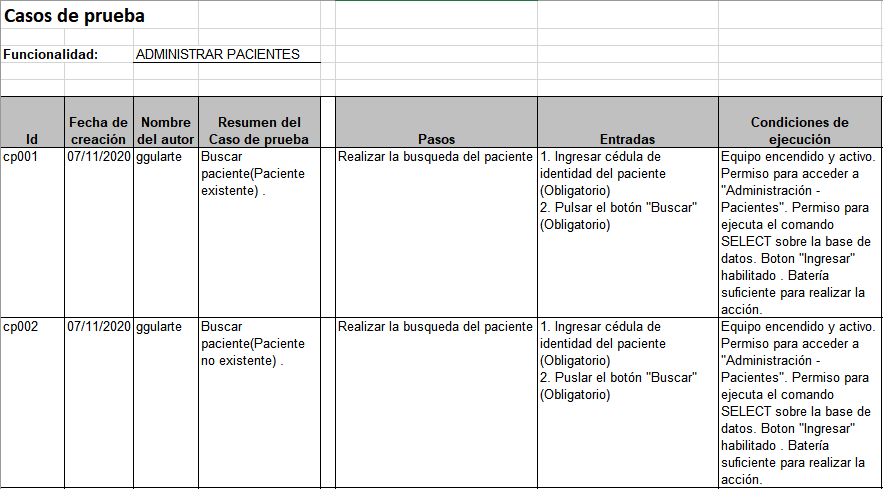 Casos de prueba
Funcionalidad: ADMINISTRAR PACIENTES
Id
Fecha de
creación
Nombre
del autor
Resumen del
Caso de prueba
Pasos
Entradas
Condiciones de
ejecución
cp001
07/11/2020
ggularte
Buscar
paciente(Paciente
existente) .
Realizar la busqueda del paciente
1. Ingresar cédula de
identidad del paciente
(Obligatorio)
2. Pulsar el botón "Buscar"
(Obligatorio)
Equipo encendido y activo.
Permiso para acceder a
"Administración -
Pacientes". Permiso para
ejecuta el comando
SELECT sobre la base de
datos. Boton "Ingresar"
habilitado . Batería
suficiente para realizar la
acción.
cp002
07/11/2020
ggularte
Buscar
paciente(Paciente
no existente) .
Realizar la busqueda del paciente
1. Ingresar cédula de
identidad del paciente
(Obligatorio)
2. Puslar el botón "Buscar"
(Obligatorio)
Equipo encendido y activo.
Permiso para acceder a
"Administración -
Pacientes". Permiso para
ejecuta el comando
SELECT sobre la base de
datos. Boton "Ingresar"
habilitado . Batería
suficiente para realizar la
acción.